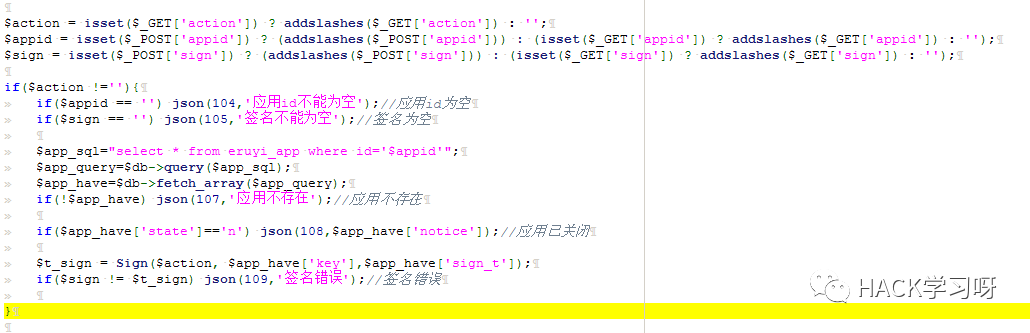 $action = isset($_GET['action']) ? addslashes($_GET['action']) : '';
$appid = isset($_POST['appid']) ? (addslashes($_POST['appid'])) : (isset($_GET['appid']) ? addslashes($_GET['appid']) : '');
$sign = isset($_POST['sign']) ? (addslashes($_POST['sign'])) : (isset($_GET['sign']) ? addslashes($_GET['sign']) : '');
if($action !=''){
if($appid == '') json(104,'应用id不能为空');//应用id为空
if($sign == '') json(105,'签名不能为空');//签名为空
$app_sql="select * from eruyi_app where id='$appid'";
$app_query=$db->query($app_sql);
$app_have=$db->fetch_array($app_query);
if(!$app_have) json(107,'应用不存在');//应用不存在
if($app_have['state']=='n') json(108,$app_have['notice']);//应用已关闭
$t_sign = Sign($action, $app_have['key'],$app_have['sign_t']);
if($sign != $t_sign) json(109,'签名错误');//签名错误
}
HACK学习呀